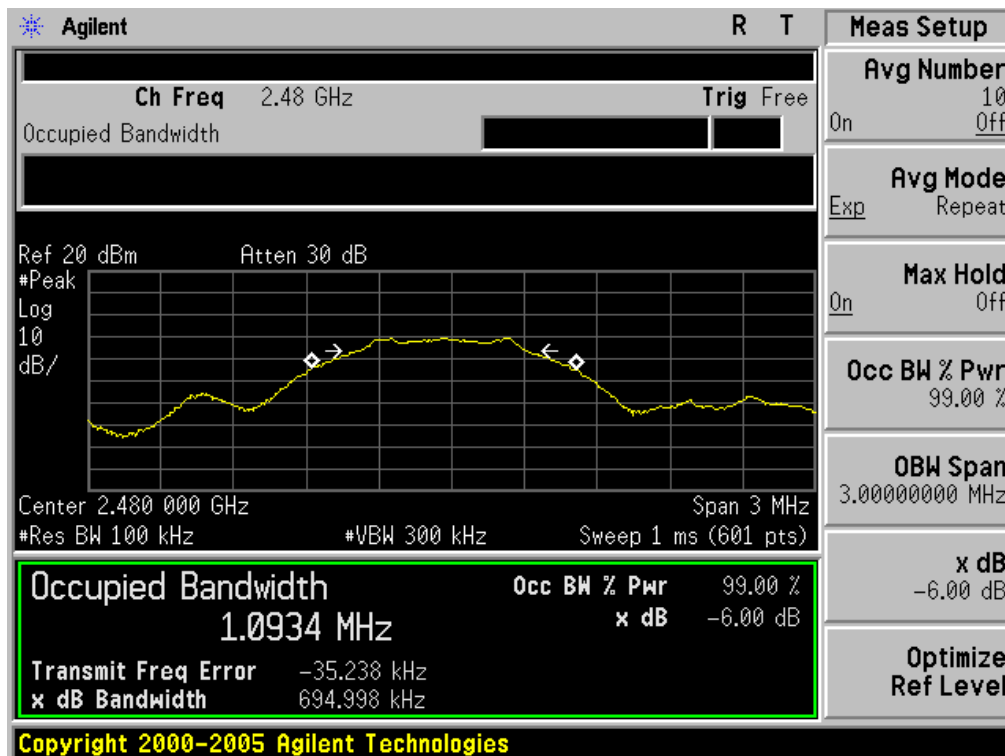 Agilent R T
Ch Freq 2.48 GHz Trig Free
Occupied Bandwidth
Ref 20 dBm Atten 30 dB
#Peak
Log
10
dB/
Center 2.480 000 GHz Span 3 MHz
#Res BW 100 kHz #VBW 300 kHz Sweep 1 ms (601 pts)
Occupied Bandwidth
1.0934 MHz
Occ BW % Pwr 99.00 %
x dB -6.00 dB
Transmit Freq Error -35.238 kHz
x dB Bandwidth 694.998 kHz
Copyright 2000-2005 Agilent Technologies
Meas Setup
Avg Number
10
On Off
Avg Mode
Exp Repeat
Max Hold
On Off
Occ BW % Pwr
99.00 %
OBW Span
3.00000000 MHz
x dB
-6.00 dB
Optimize
Ref Level